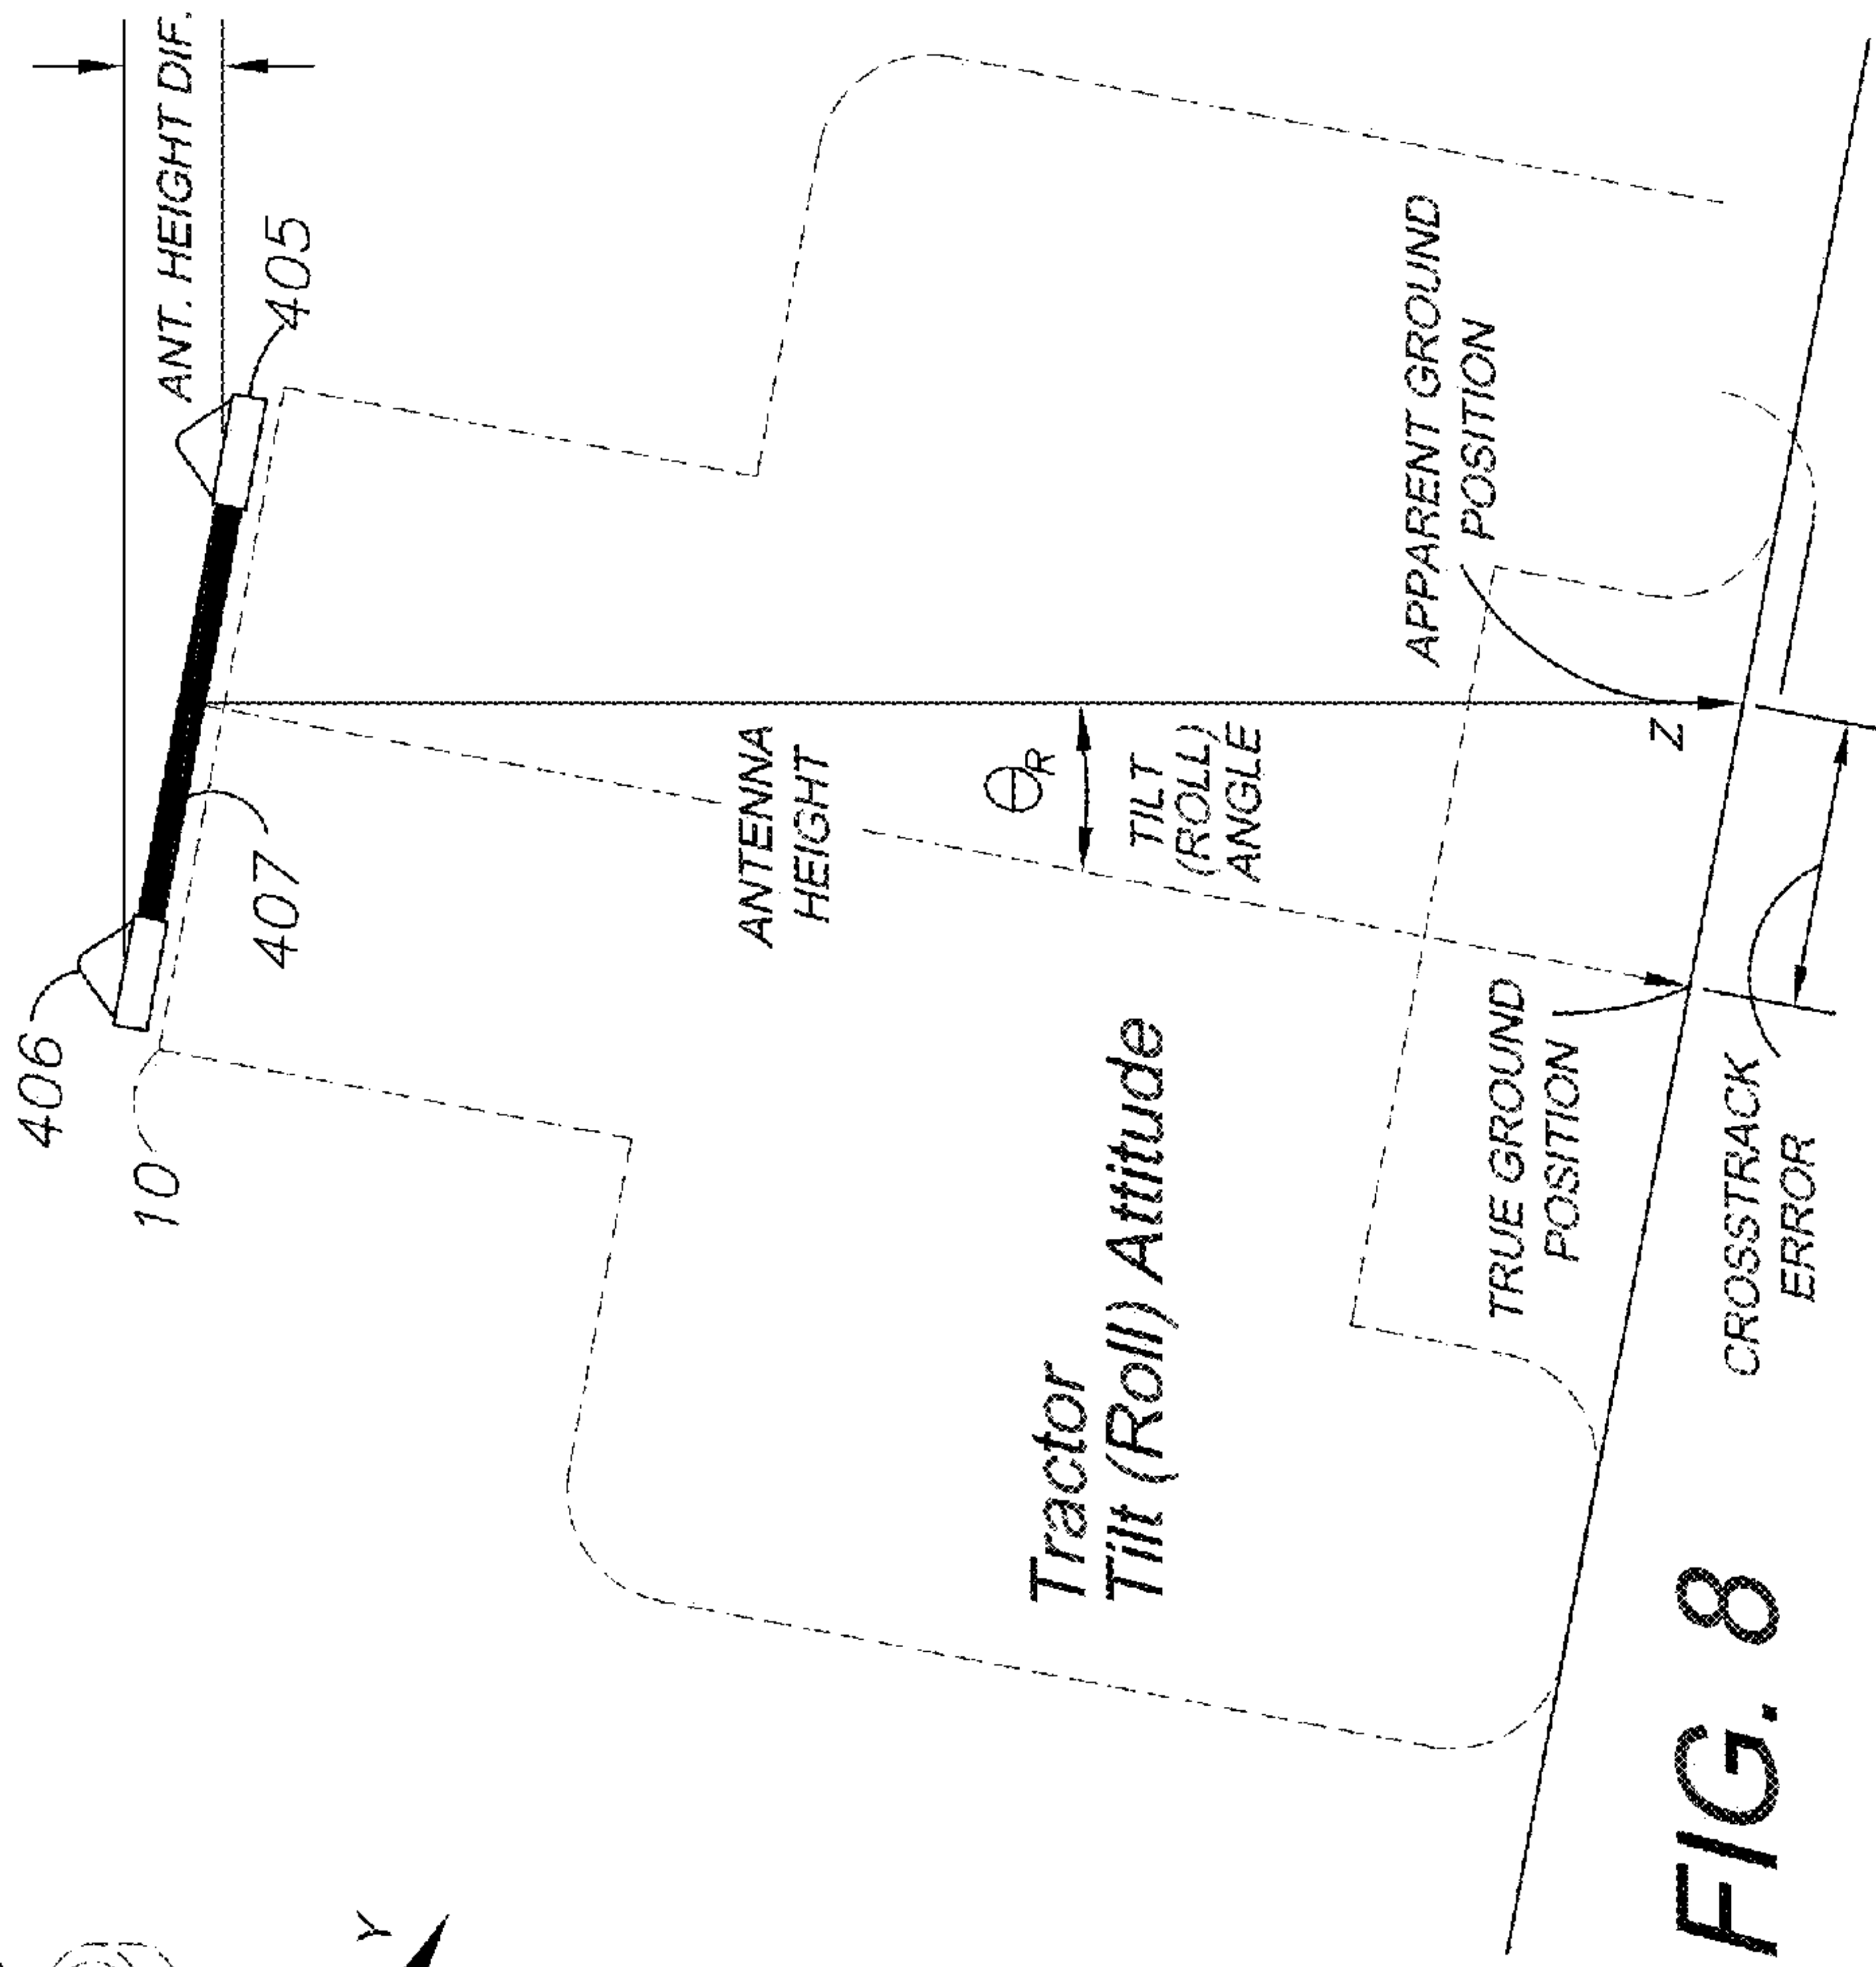 ANT. HEIGHT DIF.
405
406
10
407
ANTENNA
HEIGHT
θR
TILT
(ROLL)
ANGLE
Z
APPARENT GROUND
POSITION
TRUE GROUND
POSITION
CROSSTRACK
ERROR
Tractor
Tilt (Roll) Attitude
Y
FIG. 8